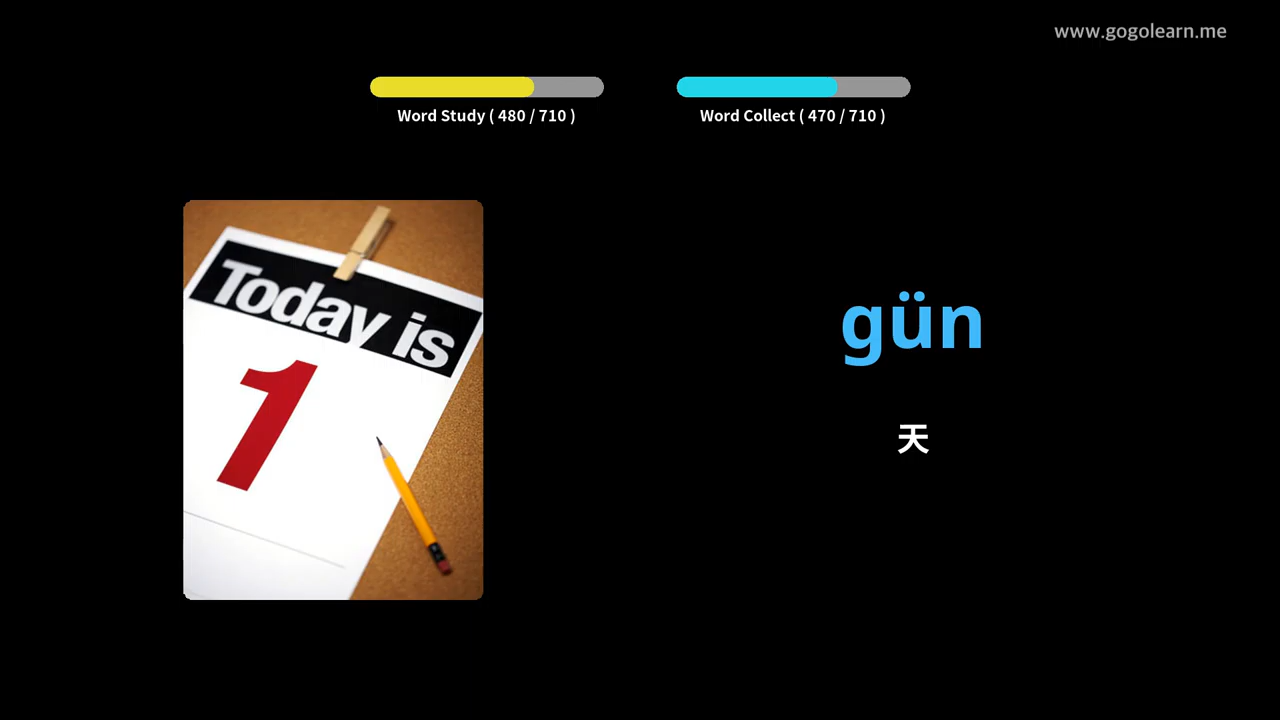 www.gogolearn.me
Word Study ( 480 / 710 )
Word Collect ( 470 / 710 )
Today is
1
gün
天